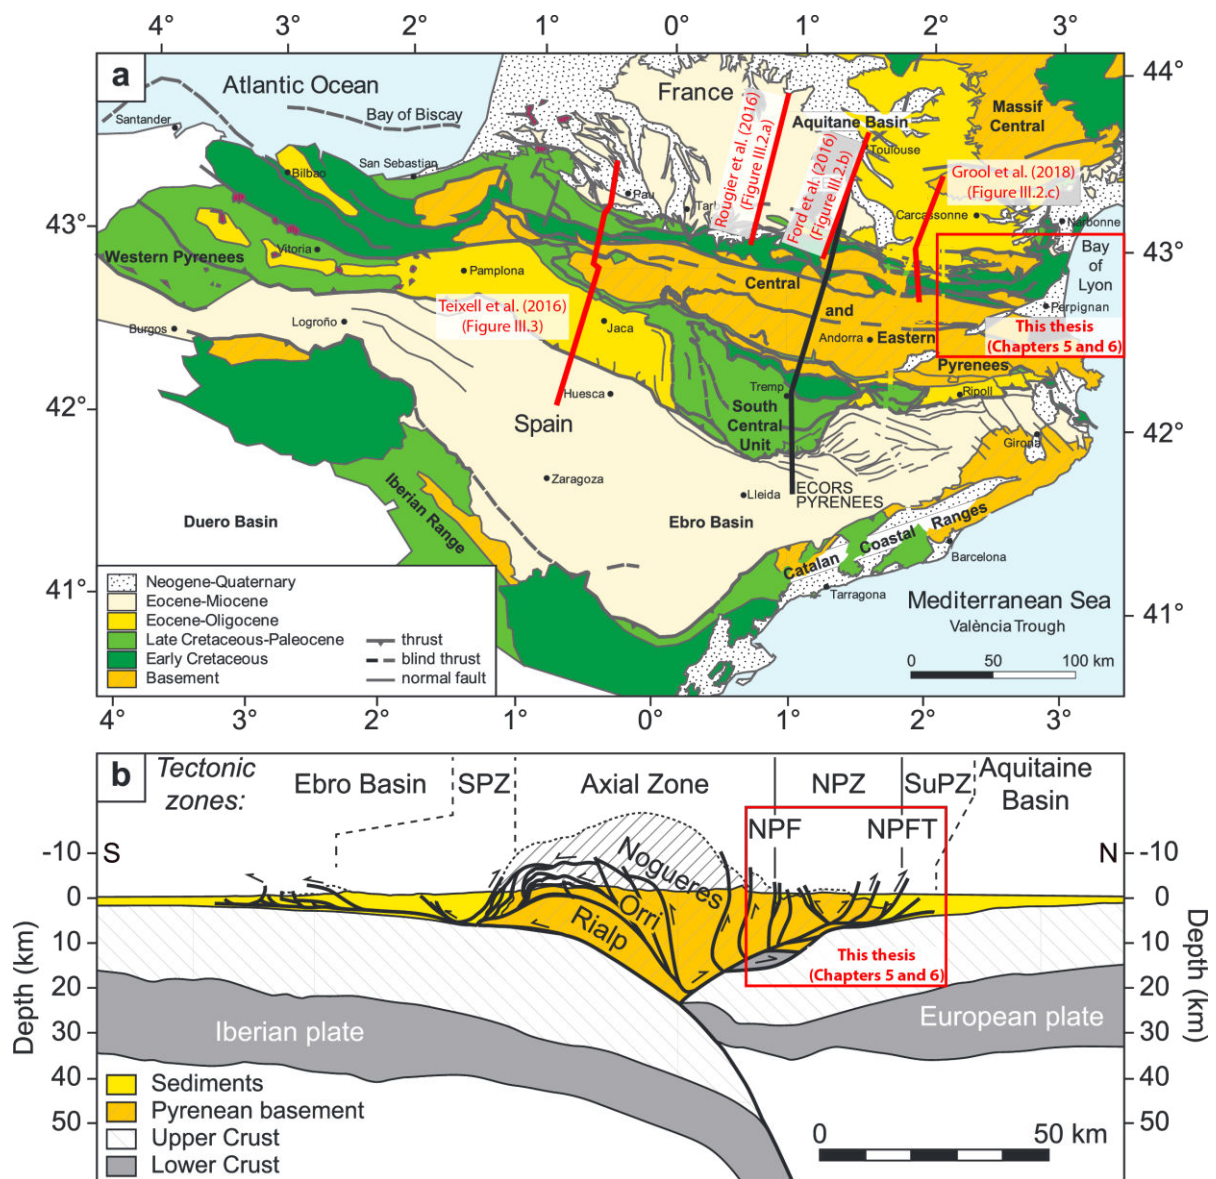 4° 3° 2° 1° 0° 1° 2° 3°
a
Atlantic Ocean
France
44°
Massif
Central
Bay of Biscay
Santander
Aquitane Basin
Toulouse
San Sebastian
Bilbao
Rougier et al. (2016)
(Figure III.2.a)
Ford et al. (2016)
(Figure III.2.b)
Grool et al. (2018)
(Figure III.2.c)
Pau
Tarb
Carcassonne
Narbonne
43°
43°
Vitoria
Western Pyrenees
Pamplona
Central
Bay
of
Lyon
Perpignan
Teixell et al. (2016)
(Figure III.3)
and
This thesis
(Chapters 5 and 6)
Burgos
Logroño
Jaca
Andorra
Eastern
Pyrenees
Tremp
Ripoll
Huesca
42°
42°
Spain
South
Central
Unit
Girona
Zaragoza
Lleida
ECORS
PYRENEES
Duero Basin
Iberian Range
Ebro Basin
Catalan Coastal Ranges
Barcelona
Tarragona
41°
41°
Mediterranean Sea
València Trough
Neogene-Quaternary
Eocene-Miocene
Eocene-Oligocene
Late Cretaceous-Paleocene
Early Cretaceous
Basement
thrust
blind thrust
normal fault
0 50 100 km
4° 3° 2° 1° 0° 1° 2° 3°
b
Tectonic
zones:
Ebro Basin
SPZ
Axial Zone
NPZ
SuPZ
Aquitaine
Basin
NPF
NPFT
S
N
-10
0
10
20
30
40
50
Depth (km)
-10
0
10
20
30
40
50
Depth (km)
Nogueres
Orri
Rialp
This thesis
(Chapters 5 and 6)
Iberian plate
European plate
Sediments
Pyrenean basement
Upper Crust
Lower Crust
0 50 km